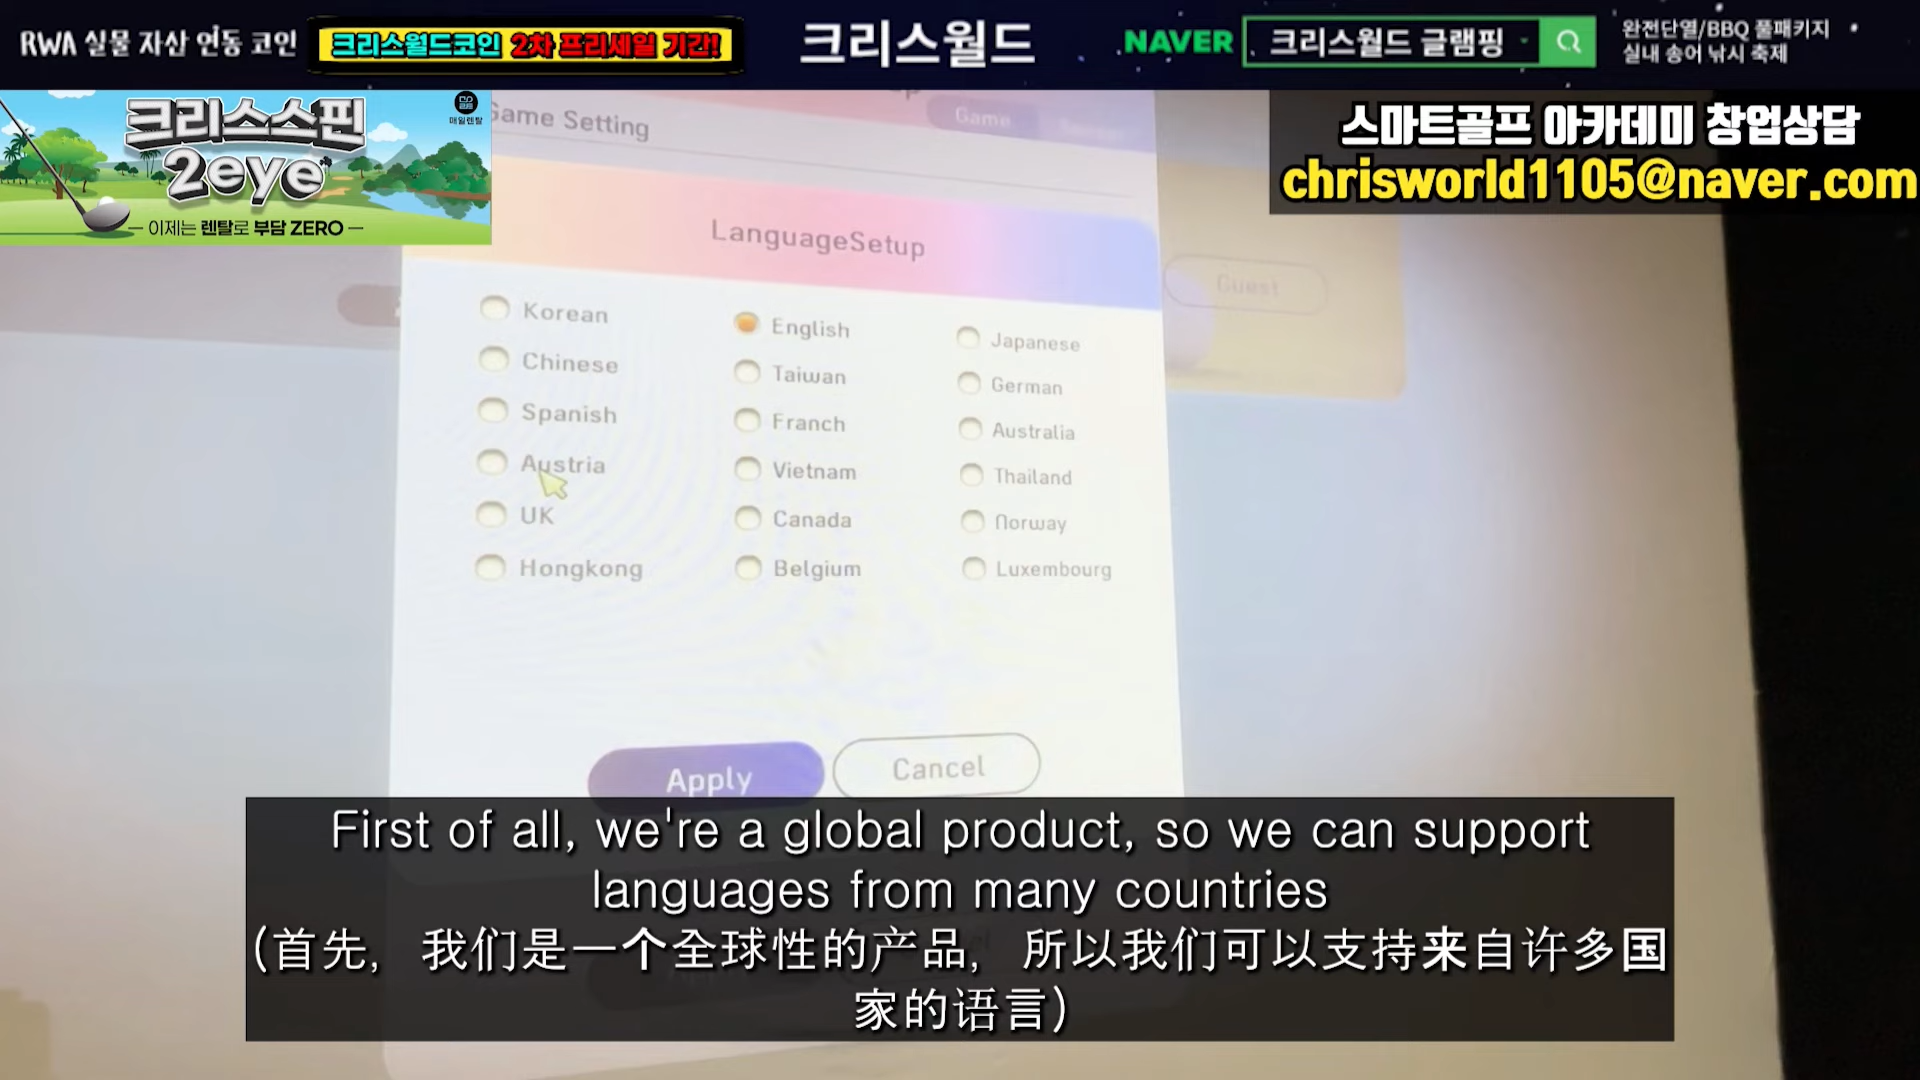 RWA 실물 자산 연동 코인
크리스월드코인 2차 프리세일 기간!
크리스월드
NAVER
크리스월드 글램핑
완전단열/BBQ 풀패키지
실내 송어 낚시 축제
크리스스핀
2eye
매일렌탈
이제는 렌탈로 부담 ZERO
스마트골프 아카데미 창업상담
chrisworld1105@naver.com
Game Setting
Game
LanguageSetup
Guest
Korean
English
Japanese
Chinese
Taiwan
German
Spanish
Franch
Australia
Austria
Vietnam
Thailand
UK
Canada
Norway
Hongkong
Belgium
Luxembourg
Apply
Cancel
First of all, we're a global product, so we can support
languages from many countries
(首先, 我们是一个全球性的产品, 所以我们可以支持来自许多国
家的语言)